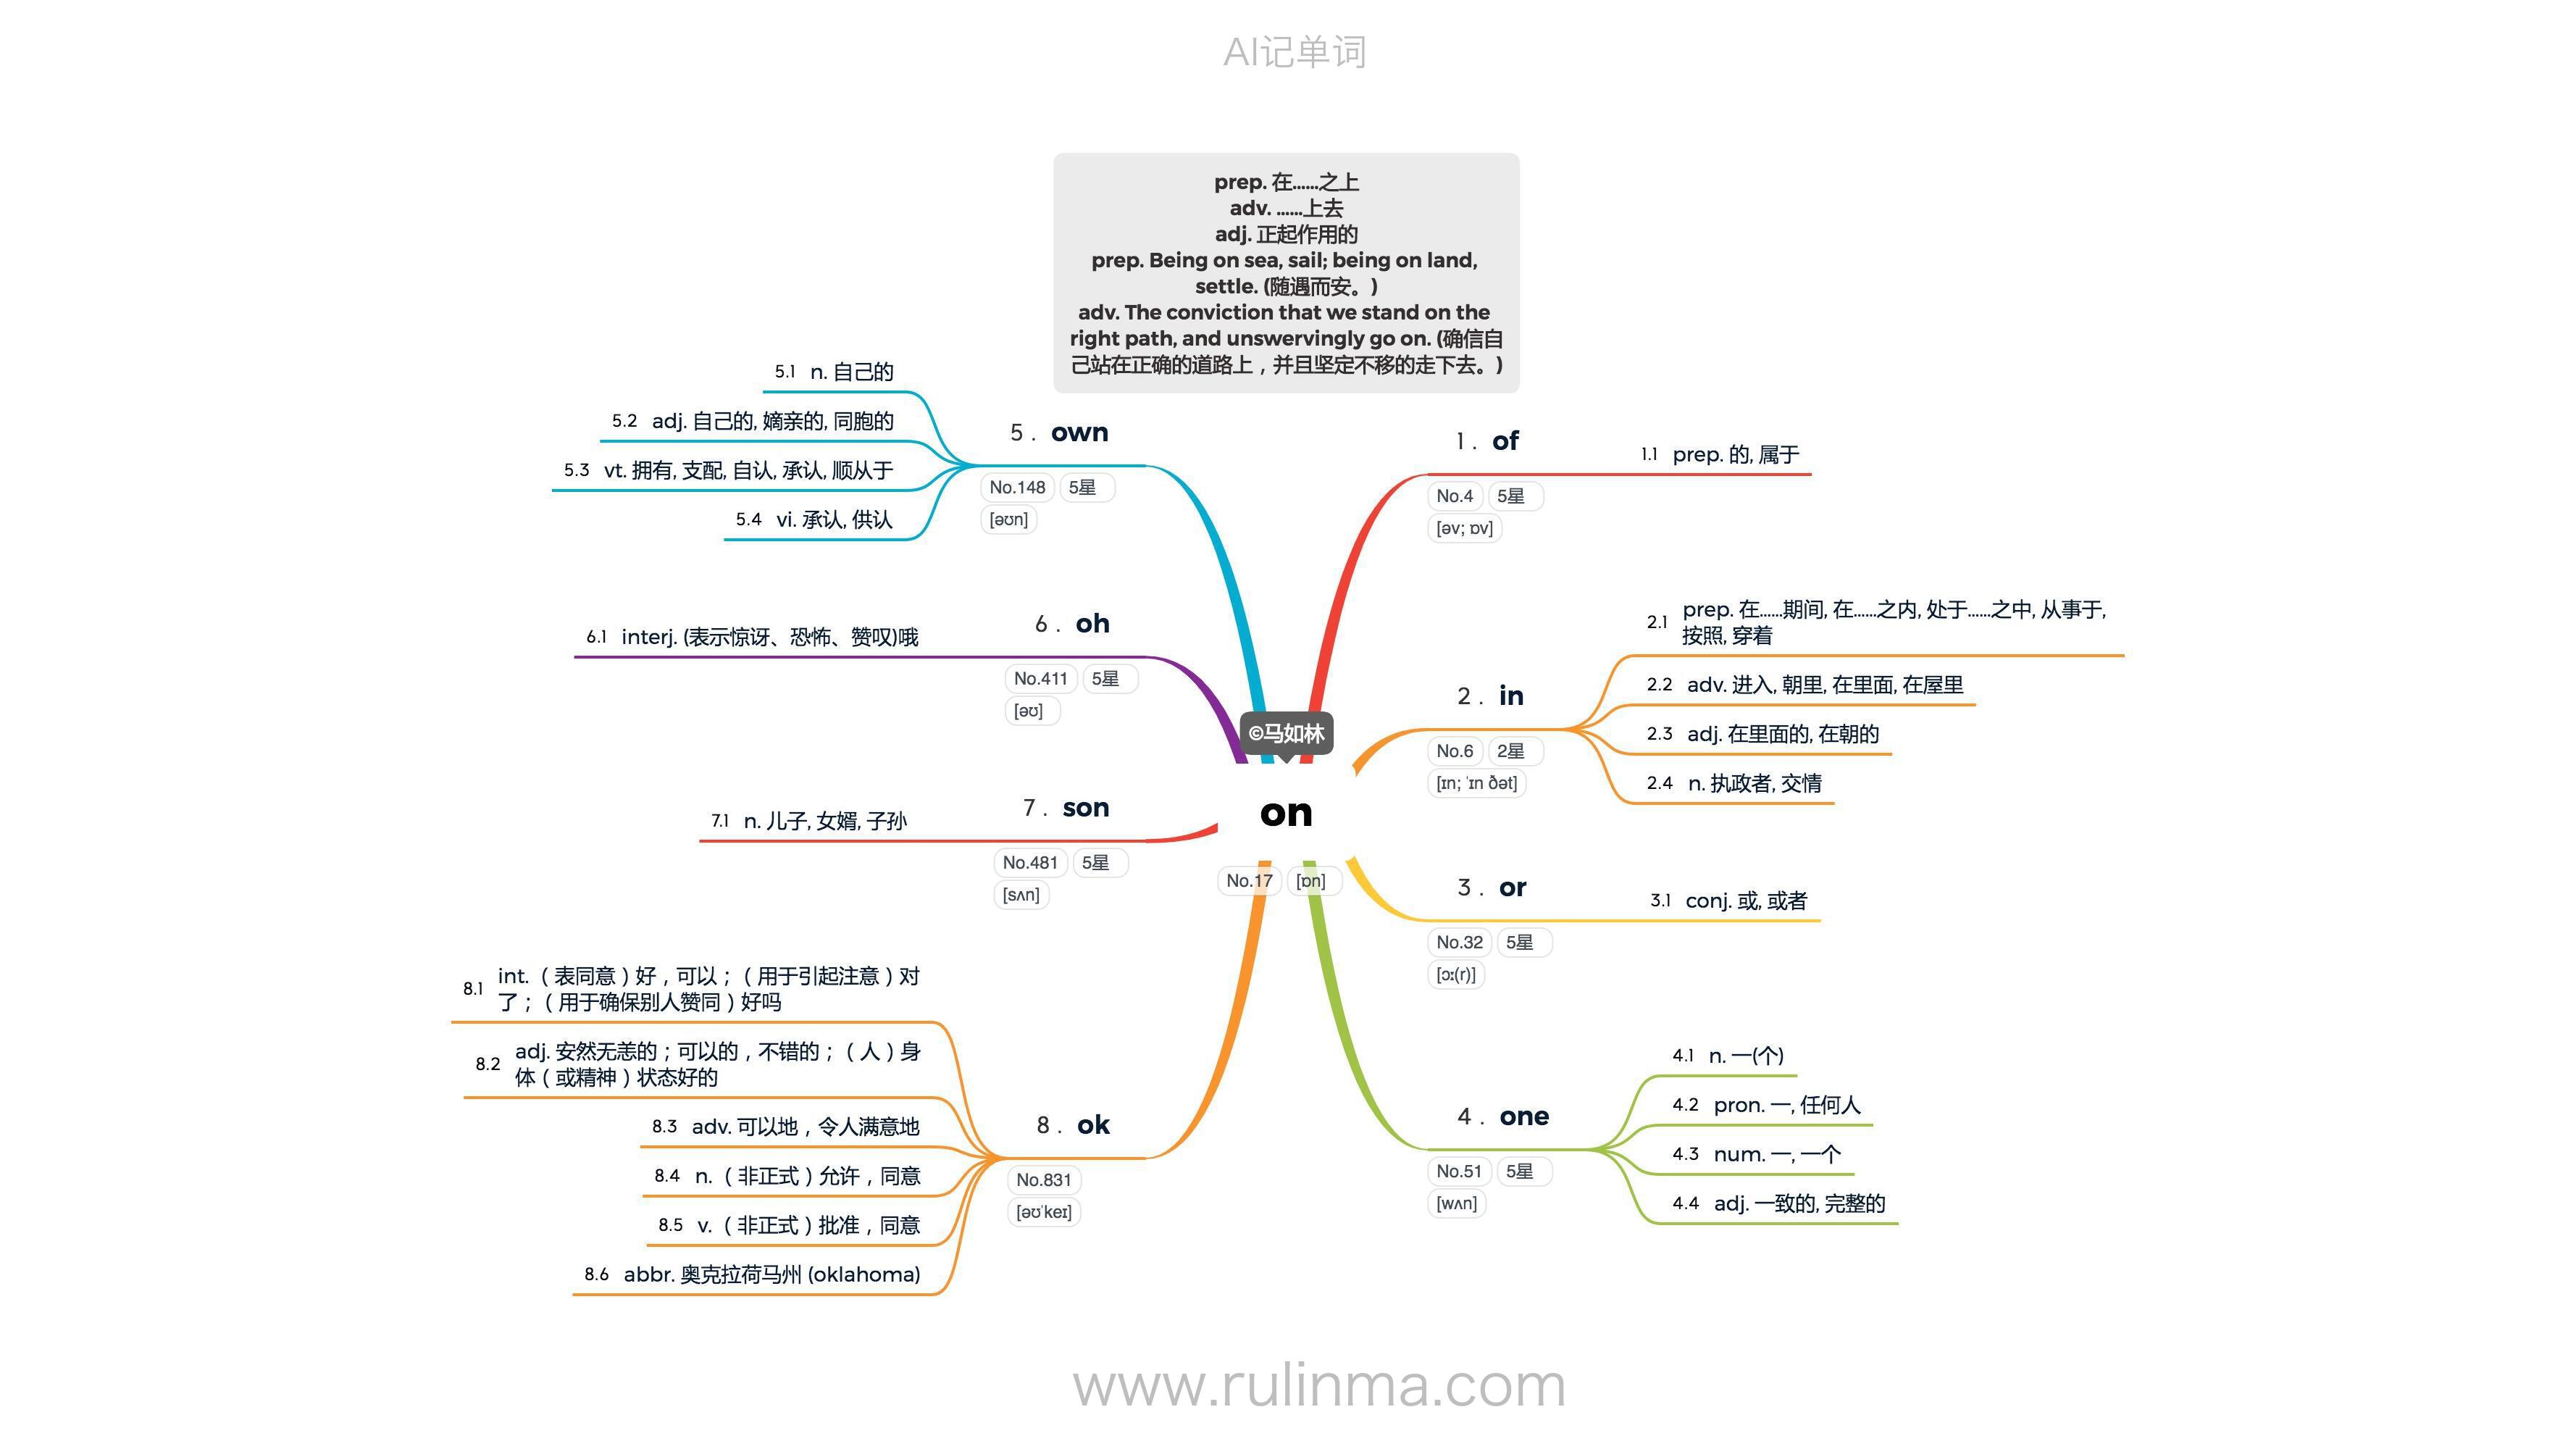 AI记单词
prep. 在……之上
adv. ……上去
adj. 正起作用的
prep. Being on sea, sail; being on land,
settle. (随遇而安。)
adv. The conviction that we stand on the
right path, and unswervingly go on. (确信自
己站在正确的道路上，并且坚定不移的走下去。)
©马如林
on
No.17 [ɒn]
1. of
No.4 5星
[əv; ɒv]
1.1 prep. 的, 属于
2. in
No.6 2星
[ɪn; ˈɪn ðət]
2.1 prep. 在……期间, 在……之内, 处于……之中, 从事于,
按照, 穿着
2.2 adv. 进入, 朝里, 在里面, 在屋里
2.3 adj. 在里面的, 在朝的
2.4 n. 执政者, 交情
3. or
No.32 5星
[ɔː(r)]
3.1 conj. 或, 或者
4. one
No.51 5星
[wʌn]
4.1 n. 一(个)
4.2 pron. 一, 任何人
4.3 num. 一, 一个
4.4 adj. 一致的, 完整的
5. own
No.148 5星
[əʊn]
5.1 n. 自己的
5.2 adj. 自己的, 嫡亲的, 同胞的
5.3 vt. 拥有, 支配, 自认, 承认, 顺从于
5.4 vi. 承认, 供认
6. oh
No.411 5星
[əʊ]
6.1 interj. (表示惊讶、恐怖、赞叹)哦
7. son
No.481 5星
[sʌn]
7.1 n. 儿子, 女婿, 子孙
8. ok
No.831
[əʊˈkeɪ]
8.1 int.（表同意）好，可以；（用于引起注意）对
了；（用于确保别人赞同）好吗
8.2 adj. 安然无恙的；可以的，不错的；（人）身
体（或精神）状态好的
8.3 adv. 可以地，令人满意地
8.4 n.（非正式）允许，同意
8.5 v.（非正式）批准，同意
8.6 abbr. 奥克拉荷马州 (oklahoma)
www.rulinma.com